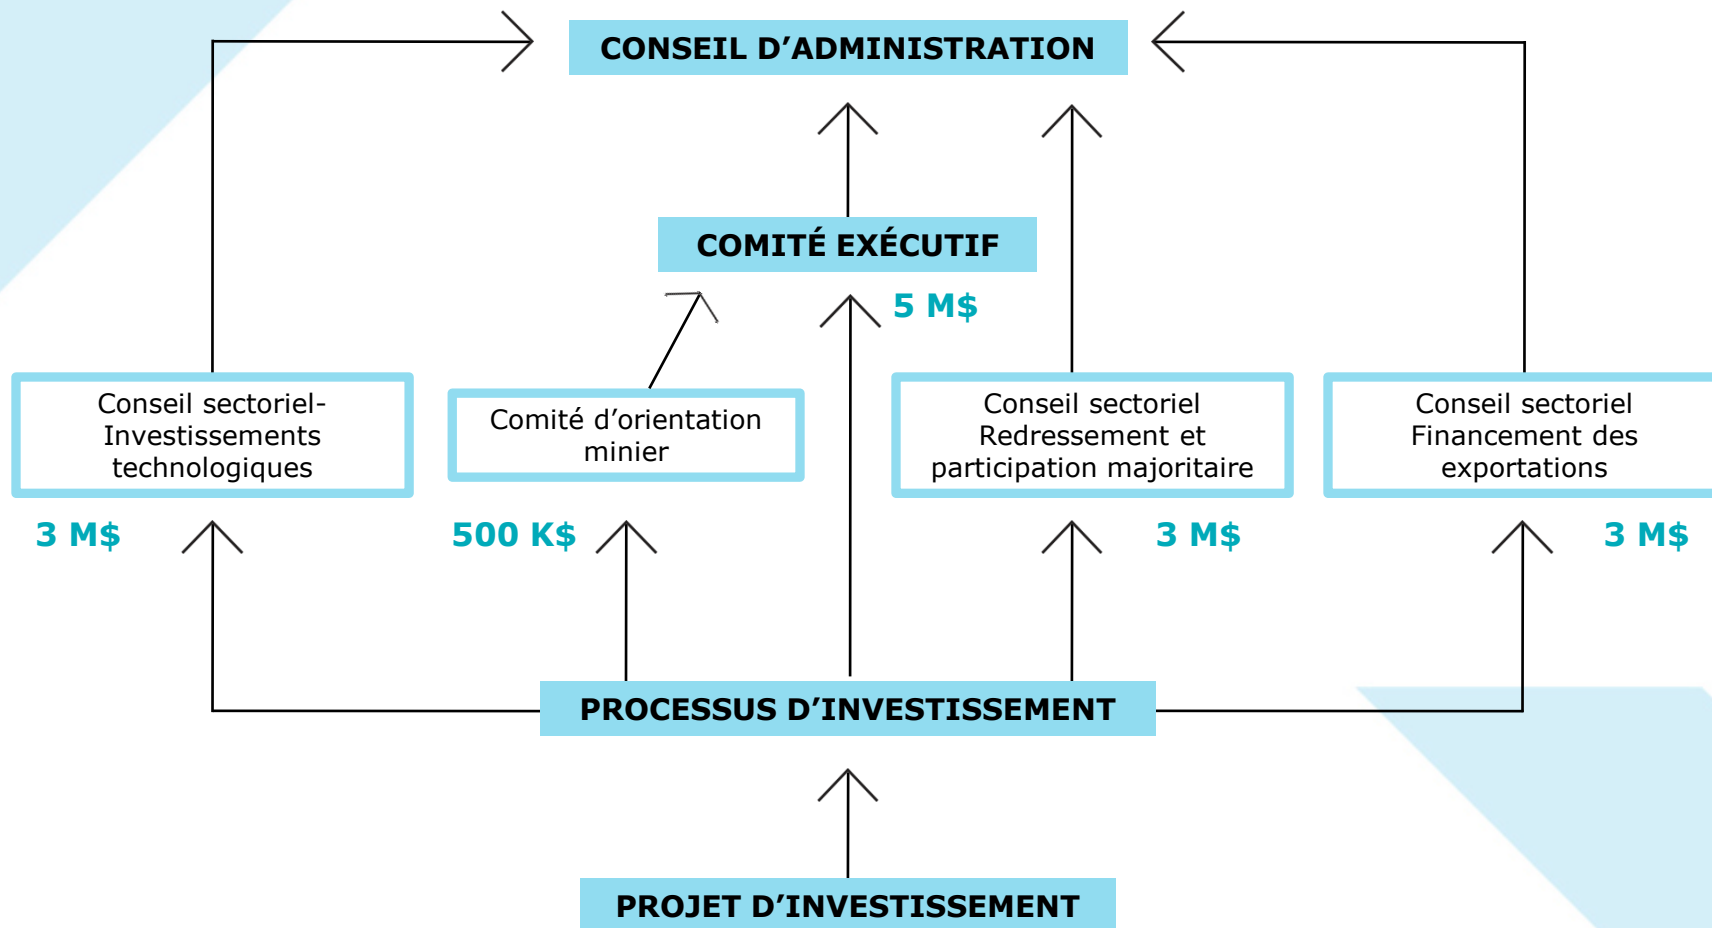 CONSEIL D’ADMINISTRATION
COMITÉ EXÉCUTIF
5 M$
Conseil sectoriel-
Investissements
technologiques
3 M$
Comité d’orientation
minier
500 K$
Conseil sectoriel
Redressement et
participation majoritaire
3 M$
Conseil sectoriel
Financement des
exportations
3 M$
PROCESSUS D’INVESTISSEMENT
PROJET D’INVESTISSEMENT